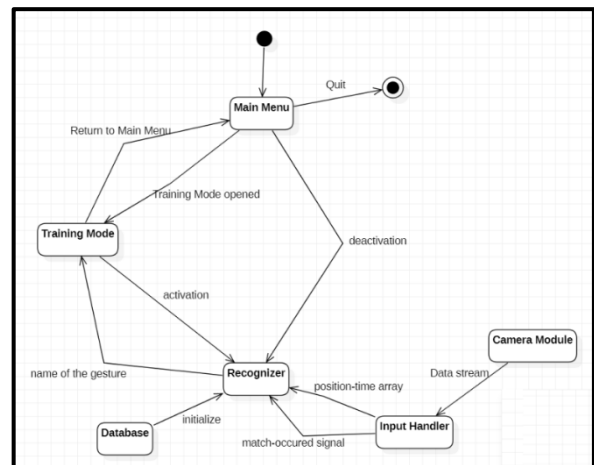 Quit
Main Menu
Return to Main Menu
Training Mode opened
Training Mode
deactivation
activation
Camera Module
name of the gesture
Recognizer
Data stream
position-time array
initialize
Input Handler
Database
match-occured signal